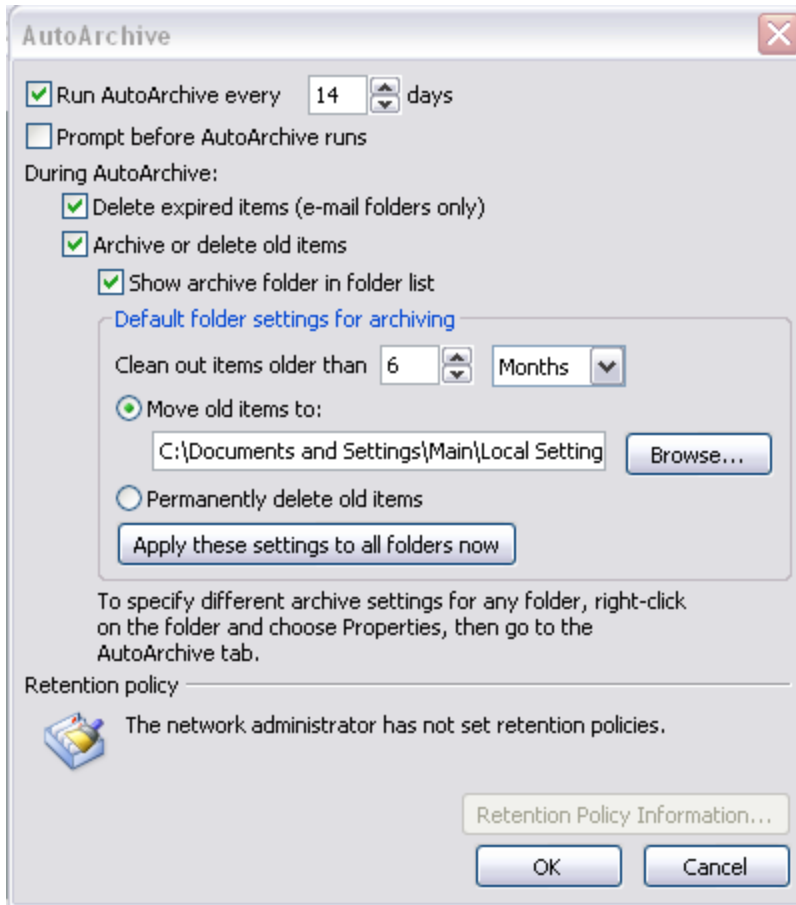 AutoArchive
Run AutoArchive every 14 days
Prompt before AutoArchive runs
During AutoArchive:
Delete expired items (e-mail folders only)
Archive or delete old items
Show archive folder in folder list
Default folder settings for archiving
Clean out items older than 6 Months
Move old items to:
C:\Documents and Settings\Main\Local Setting Browse...
Permanently delete old items
Apply these settings to all folders now
To specify different archive settings for any folder, right-click
on the folder and choose Properties, then go to the
AutoArchive tab.
Retention policy
The network administrator has not set retention policies.
Retention Policy Information...
OK Cancel